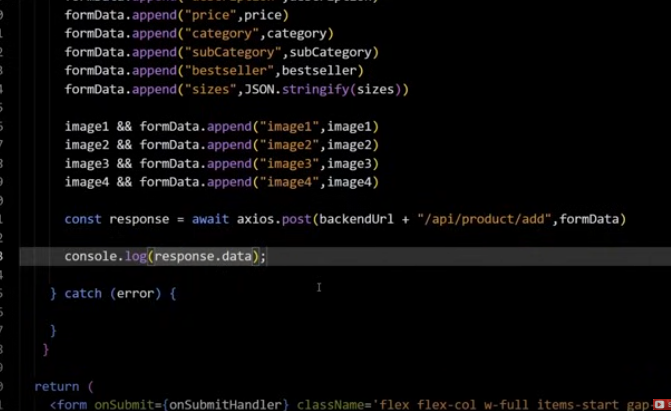 formData.append("description",description)
formData.append("price",price)
formData.append("category",category)
formData.append("subCategory",subCategory)
formData.append("bestseller",bestseller)
formData.append("sizes",JSON.stringify(sizes))
image1 && formData.append("image1",image1)
image2 && formData.append("image2",image2)
image3 && formData.append("image3",image3)
image4 && formData.append("image4",image4)
const response = await axios.post(backendUrl + "/api/product/add",formData)
console.log(response.data);
} catch (error) {
}
}
return (
<form onSubmit={onSubmitHandler} className='flex flex-col w-full items-start gap